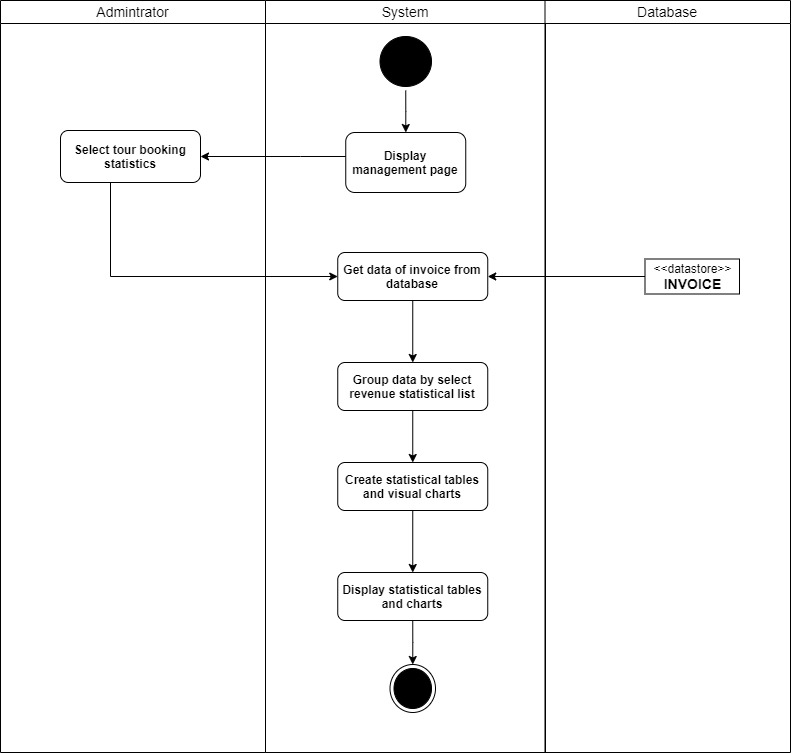 Admintrator
System
Database
Display
management page
Select tour booking
statistics
Get data of invoice from
database
<<datastore>>
INVOICE
Group data by select
revenue statistical list
Create statistical tables
and visual charts
Display statistical tables
and charts